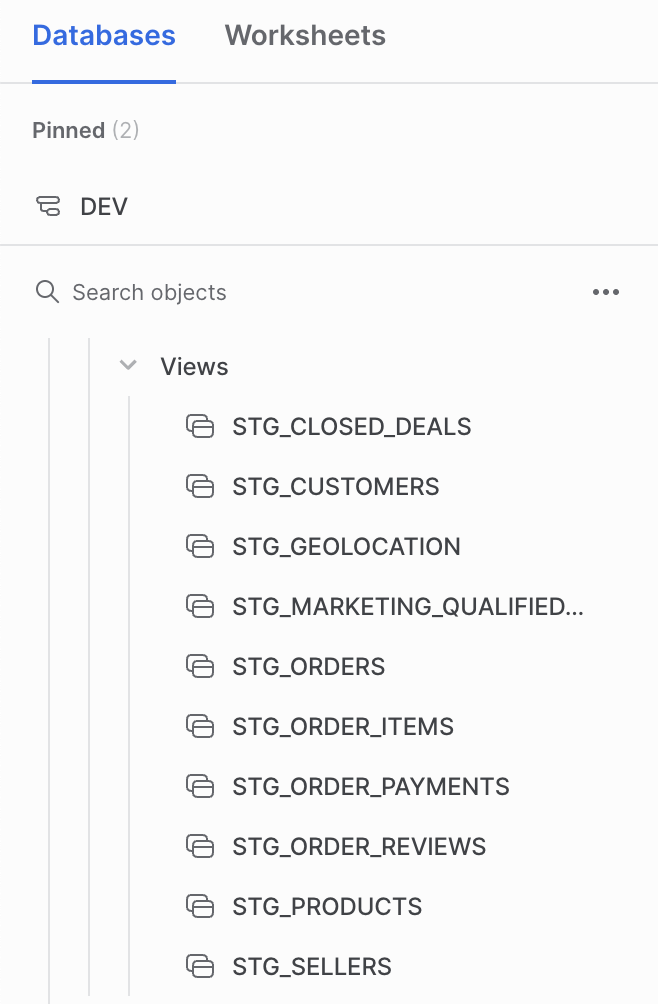 Databases Worksheets
Pinned (2)
DEV
Search objects
Views
STG_CLOSED_DEALS
STG_CUSTOMERS
STG_GEOLOCATION
STG_MARKETING_QUALIFIED...
STG_ORDERS
STG_ORDER_ITEMS
STG_ORDER_PAYMENTS
STG_ORDER_REVIEWS
STG_PRODUCTS
STG_SELLERS